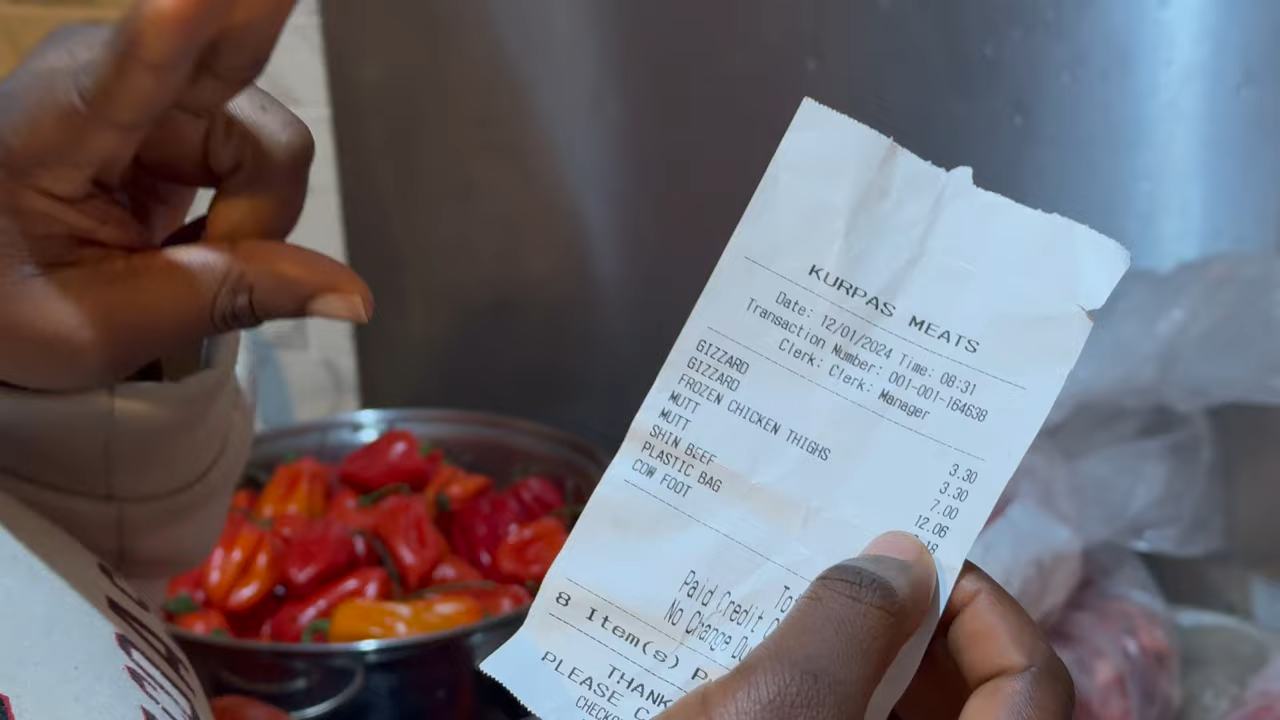 KURPAS MEATS
Date: 12/01/2024 Time: 08:31
Transaction Number: 001-001-164638
Clerk: Clerk: Manager
GIZZARD 3.30
GIZZARD 3.30
FROZEN CHICKEN THIGHS 7.00
MUTT 12.06
MUTT
SHIN BEEF
PLASTIC BAG
COW FOOT
Paid Credit
No Change
8 Item(s)
THANK
PLEASE